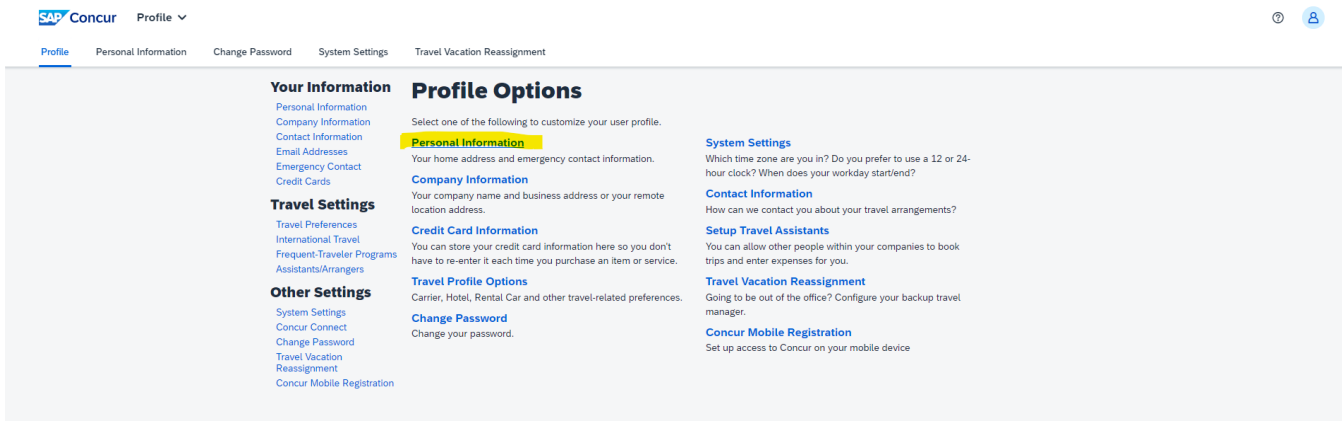 SAP Concur Profile
Profile Personal Information Change Password System Settings Travel Vacation Reassignment
Your Information
Personal Information
Company Information
Contact Information
Email Addresses
Emergency Contact
Credit Cards
Travel Settings
Travel Preferences
International Travel
Frequent-Traveler Programs
Assistants/Arrangers
Other Settings
System Settings
Concur Connect
Change Password
Travel Vacation
Reassignment
Concur Mobile Registration
Profile Options
Select one of the following to customize your user profile.
Personal Information
Your home address and emergency contact information.
Company Information
Your company name and business address or your remote
location address.
Credit Card Information
You can store your credit card information here so you don't
have to re-enter it each time you purchase an item or service.
Travel Profile Options
Carrier, Hotel, Rental Car and other travel-related preferences.
Change Password
Change your password.
System Settings
Which time zone are you in? Do you prefer to use a 12 or 24-
hour clock? When does your workday start/end?
Contact Information
How can we contact you about your travel arrangements?
Setup Travel Assistants
You can allow other people within your companies to book
trips and enter expenses for you.
Travel Vacation Reassignment
Going to be out of the office? Configure your backup travel
manager.
Concur Mobile Registration
Set up access to Concur on your mobile device